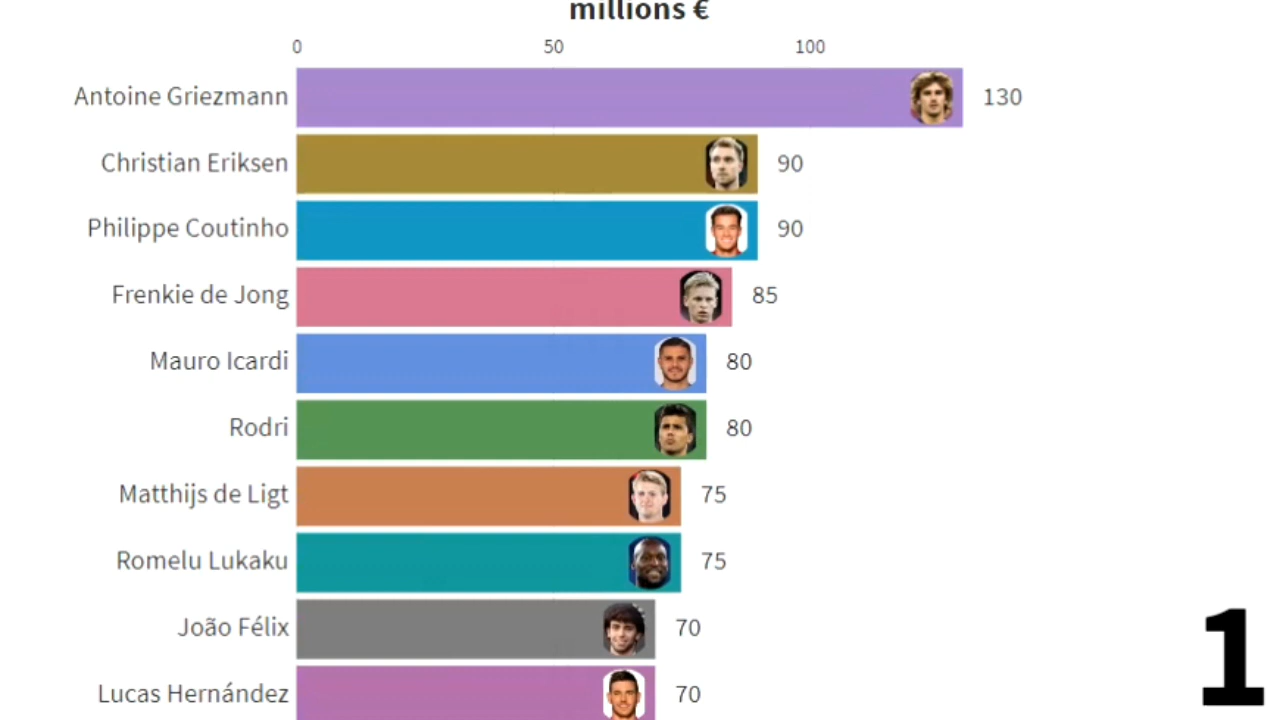 millions €
0 50 100
Antoine Griezmann 130
Christian Eriksen 90
Philippe Coutinho 90
Frenkie de Jong 85
Mauro Icardi 80
Rodri 80
Matthijs de Ligt 75
Romelu Lukaku 75
João Félix 70
1
Lucas Hernández 70